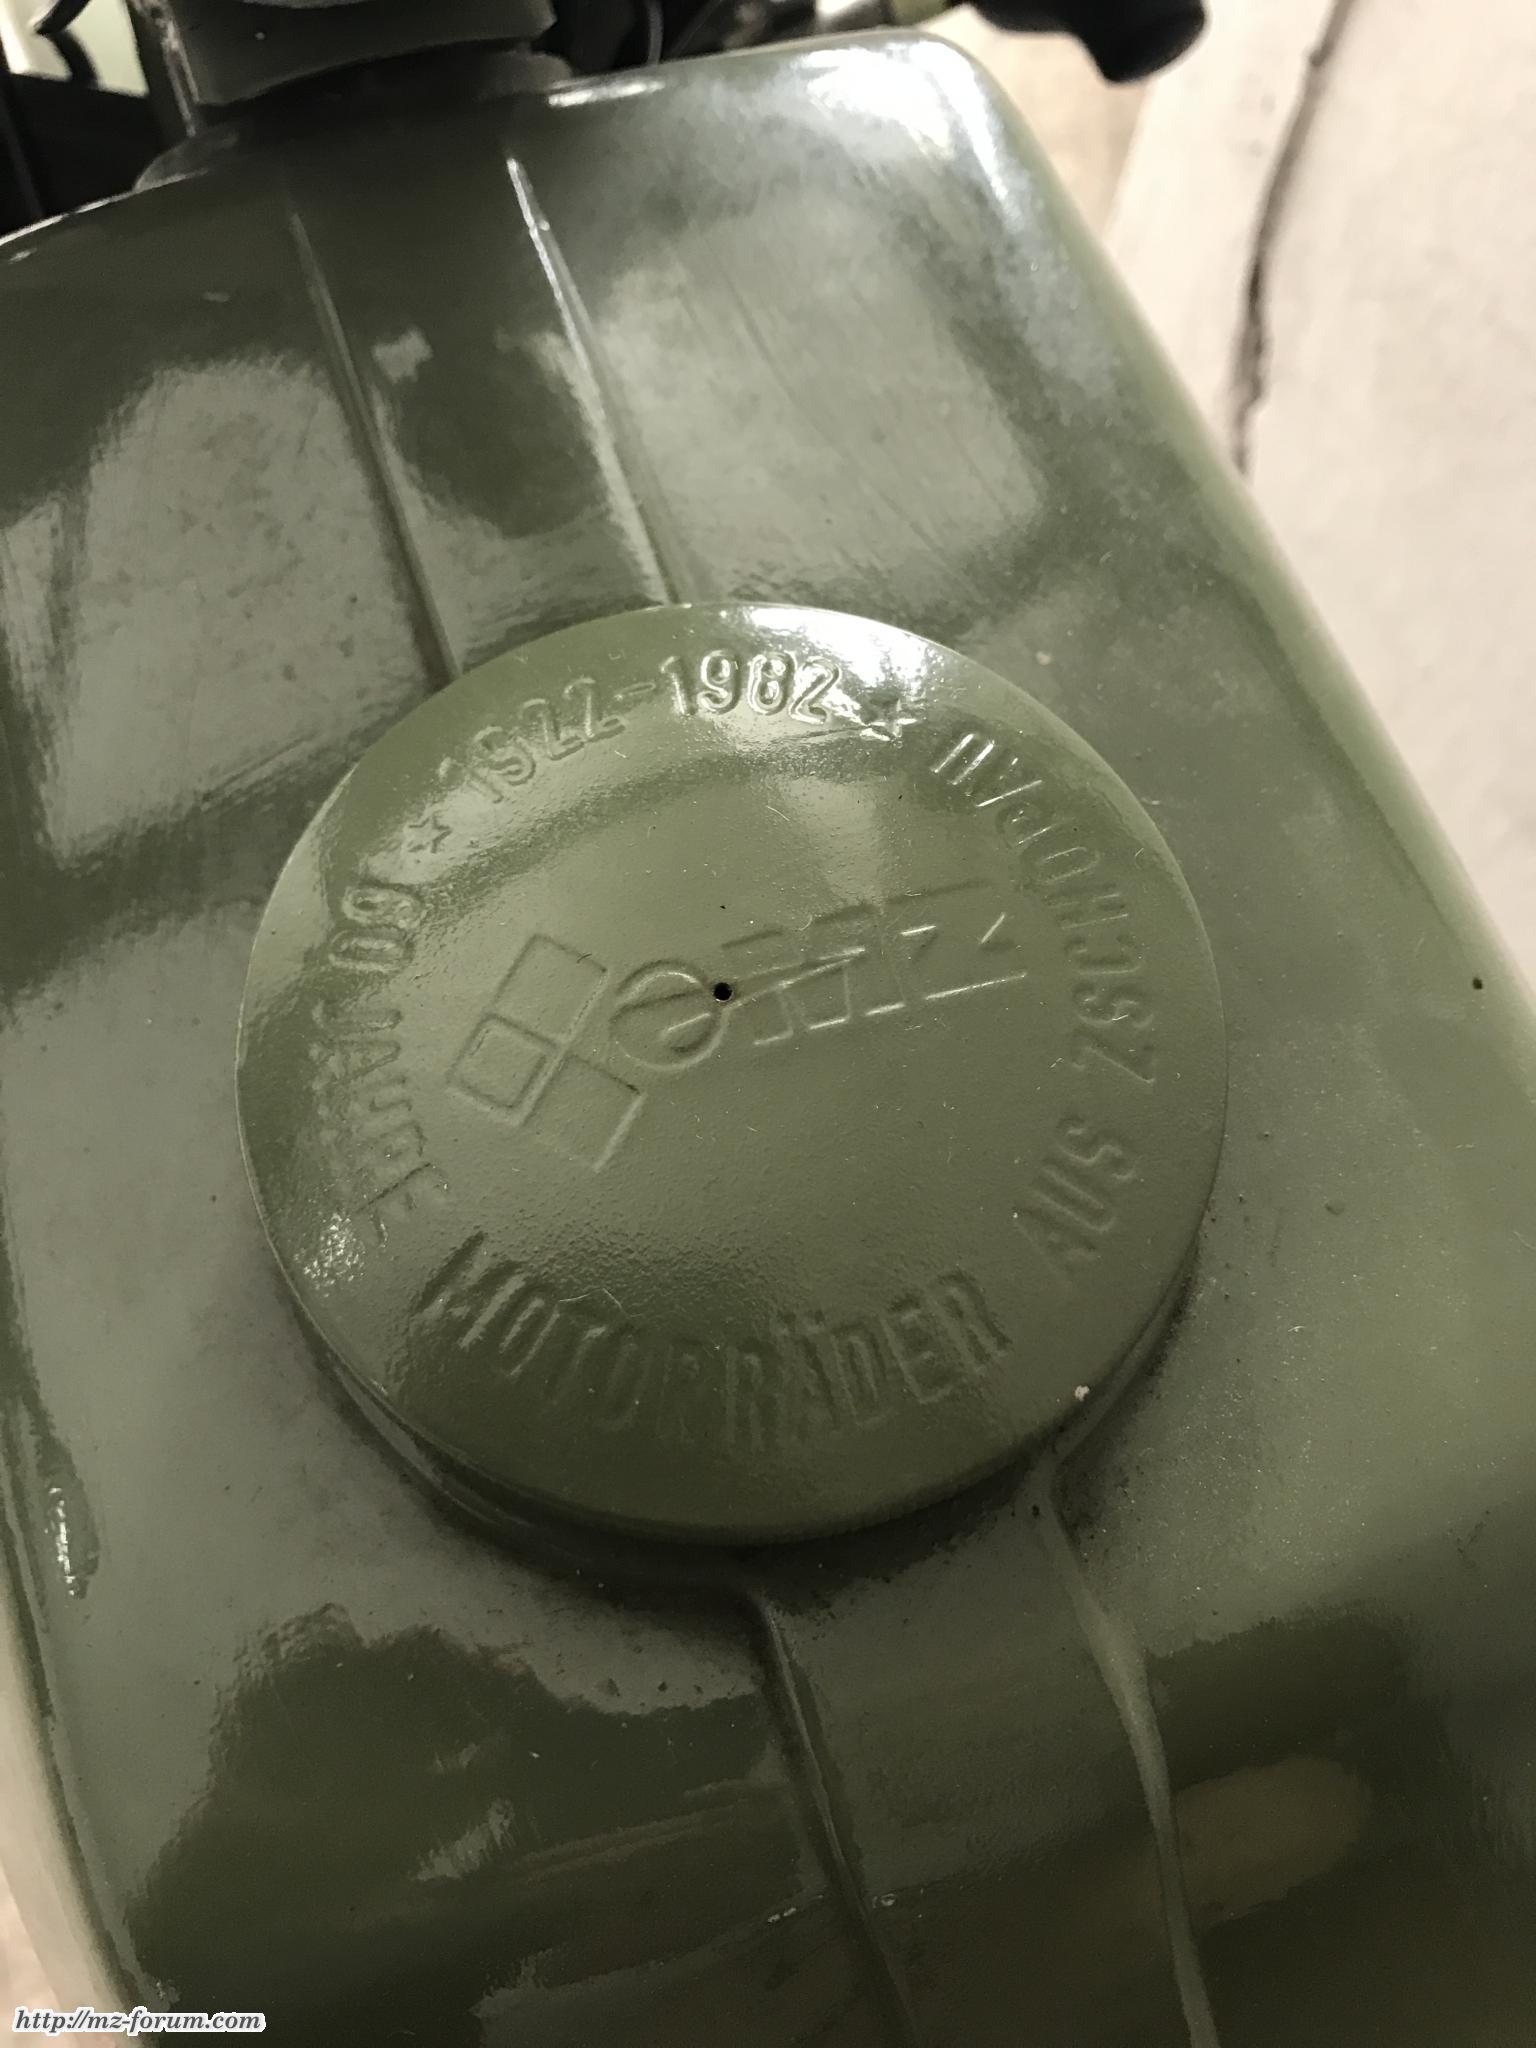 ★ 1922-1982 ★
60 JAHRE MOTORRÄDER AUS ZSCHOPAU
MZ
http://mz-forum.com